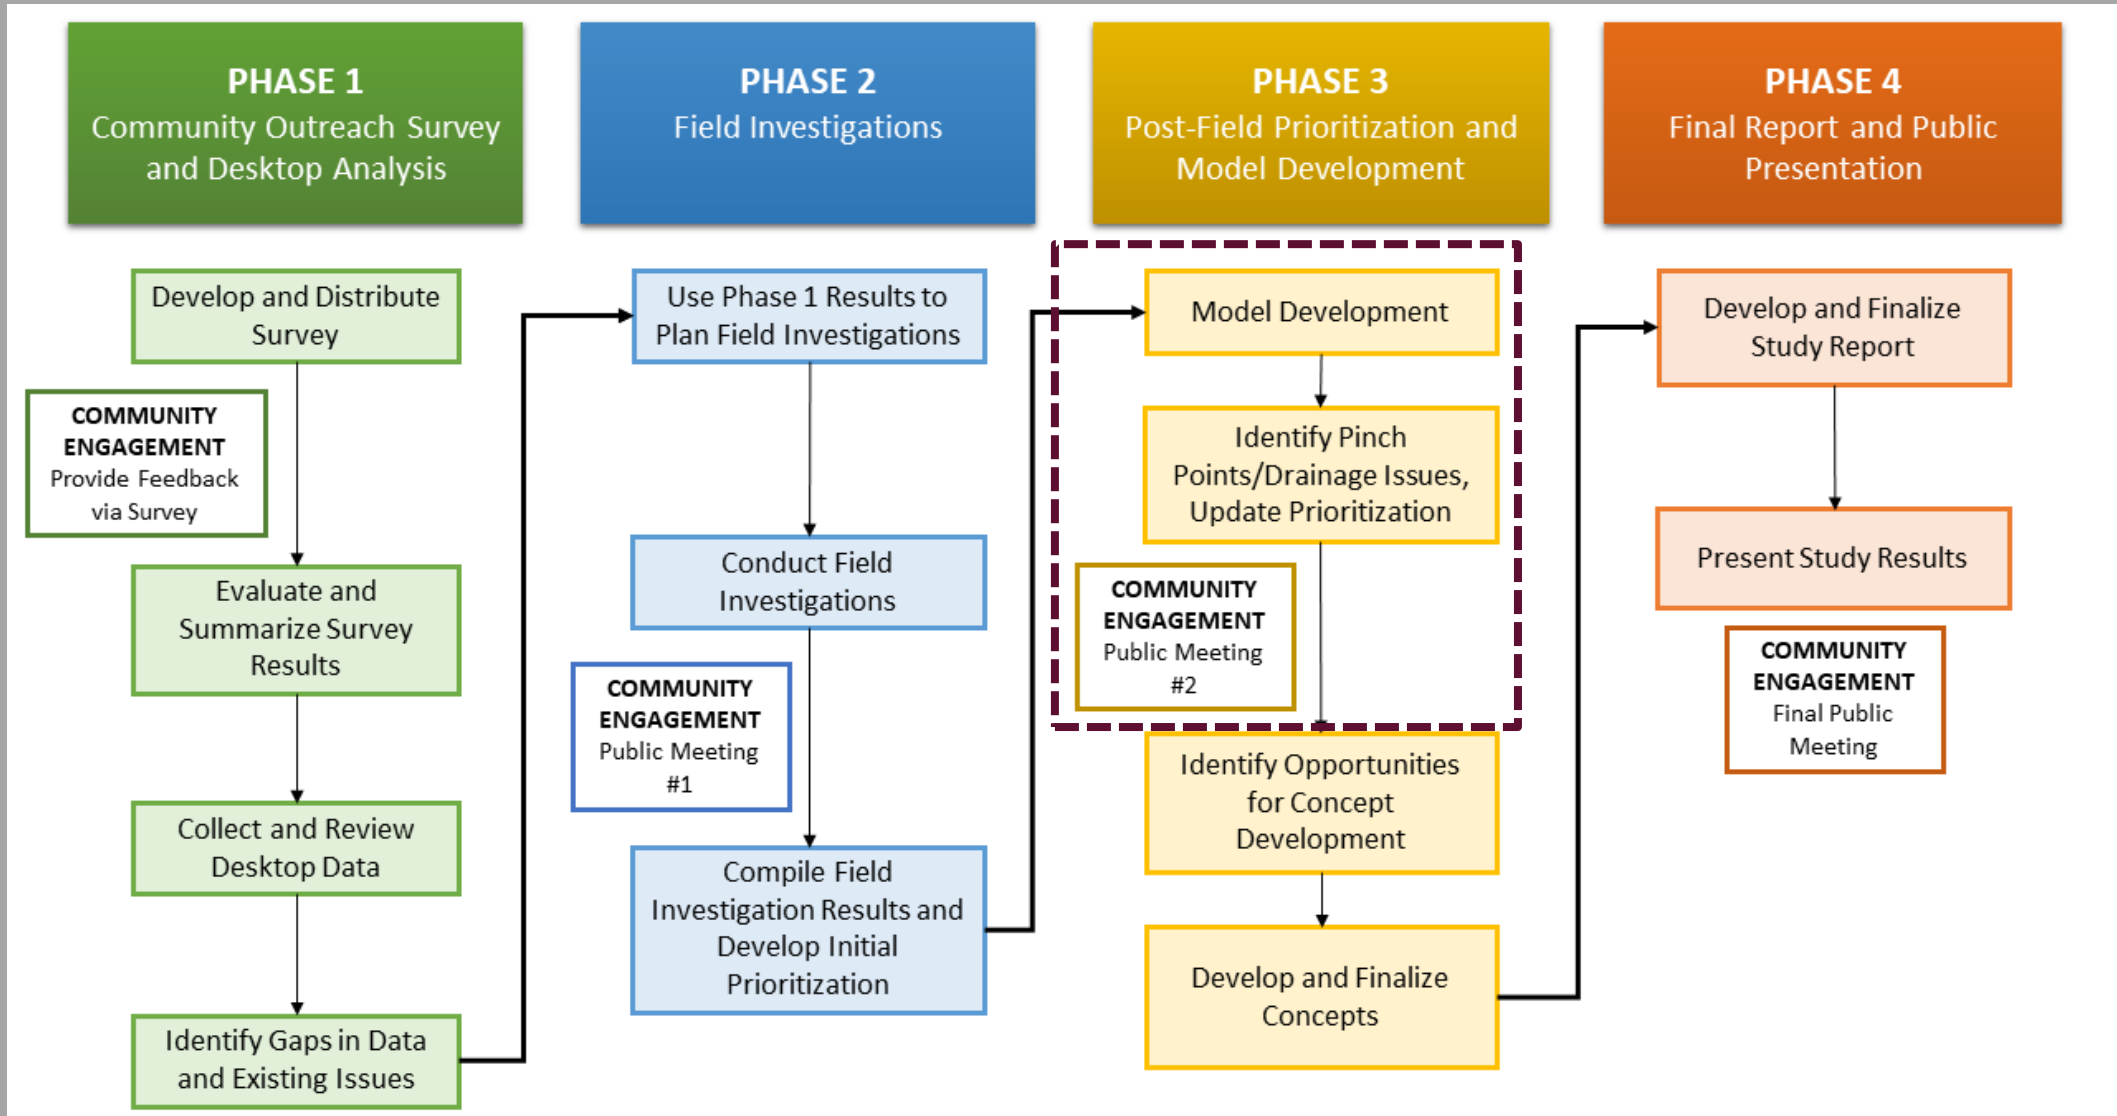 PHASE 1
Community Outreach Survey
and Desktop Analysis
Develop and Distribute
Survey
COMMUNITY
ENGAGEMENT
Provide Feedback
via Survey
Evaluate and
Summarize Survey
Results
Collect and Review
Desktop Data
Identify Gaps in Data
and Existing Issues
PHASE 2
Field Investigations
Use Phase 1 Results to
Plan Field Investigations
Conduct Field
Investigations
COMMUNITY
ENGAGEMENT
Public Meeting
#1
Compile Field
Investigation Results and
Develop Initial
Prioritization
PHASE 3
Post-Field Prioritization and
Model Development
Model Development
Identify Pinch
Points/Drainage Issues,
Update Prioritization
COMMUNITY
ENGAGEMENT
Public Meeting
#2
Identify Opportunities
for Concept
Development
Develop and Finalize
Concepts
PHASE 4
Final Report and Public
Presentation
Develop and Finalize
Study Report
Present Study Results
COMMUNITY
ENGAGEMENT
Final Public
Meeting